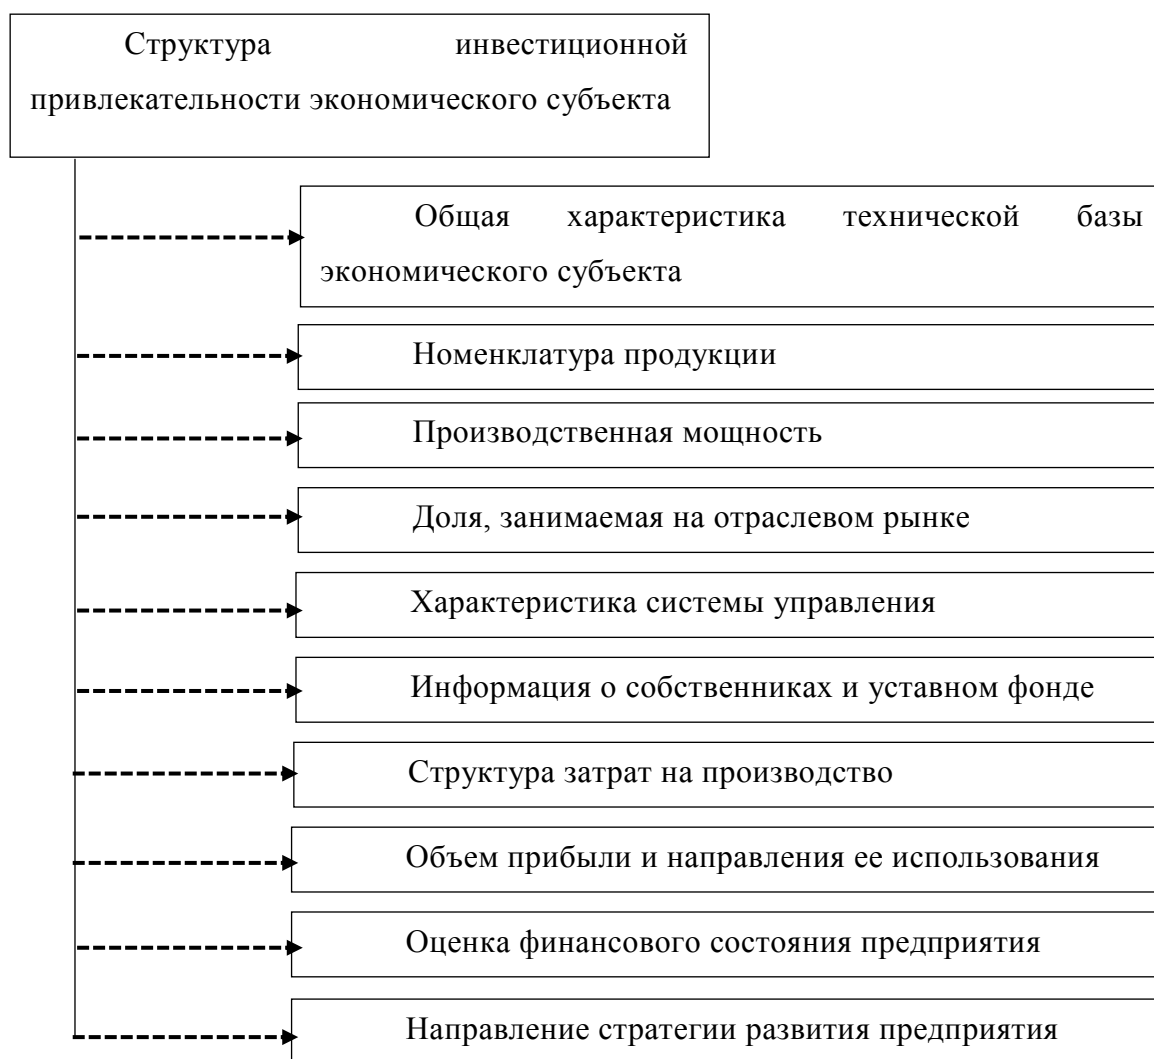 Структура инвестиционной
привлекательности экономического субъекта
Общая характеристика технической базы
экономического субъекта
Номенклатура продукции
Производственная мощность
Доля, занимаемая на отраслевом рынке
Характеристика системы управления
Информация о собственниках и уставном фонде
Структура затрат на производство
Объем прибыли и направления ее использования
Оценка финансового состояния предприятия
Направление стратегии развития предприятия